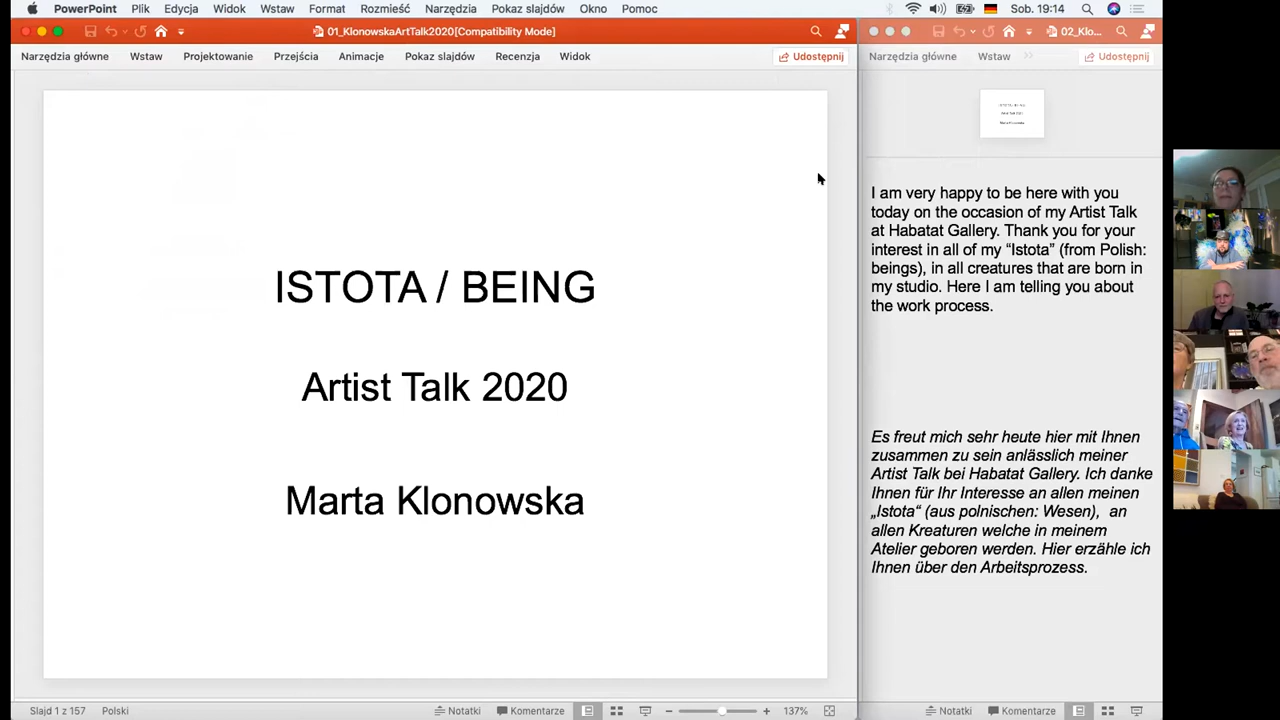 PowerPoint Plik Edycja Widok Wstaw Format Rozmieść Narzędzia Pokaz slajdów Okno Pomoc Sob. 19:14
01_KlonowskaArtTalk2020[Compatibility Mode]
Narzędzia główne Wstaw Projektowanie Przejścia Animacje Pokaz slajdów Recenzja Widok Udostępnij
ISTOTA / BEING
Artist Talk 2020
Marta Klonowska
Slajd 1 z 157 Polski Notatki Komentarze 137%
02_Klo...
Narzędzia główne Wstaw Udostępnij
ISTOTA / BEING
Artist Talk 2020
Marta Klonowska
I am very happy to be here with you
today on the occasion of my Artist Talk
at Habatat Gallery. Thank you for your
interest in all of my “Istota” (from Polish:
beings), in all creatures that are born in
my studio. Here I am telling you about
the work process.
Es freut mich sehr heute hier mit Ihnen
zusammen zu sein anlässlich meiner
Artist Talk bei Habatat Gallery. Ich danke
Ihnen für Ihr Interesse an allen meinen
„Istota“ (aus polnischen: Wesen), an
allen Kreaturen welche in meinem
Atelier geboren werden. Hier erzähle ich
Ihnen über den Arbeitsprozess.
Notatki Komentarze